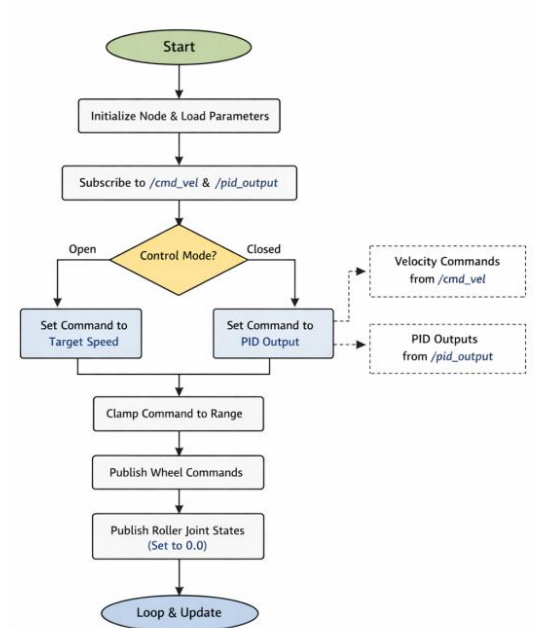 Start
Initialize Node & Load Parameters
Subscribe to /cmd_vel & /pid_output
Control Mode?
Open
Closed
Set Command to
Target Speed
Set Command to
PID Output
Velocity Commands
from /cmd_vel
PID Outputs
from /pid_output
Clamp Command to Range
Publish Wheel Commands
Publish Roller Joint States
(Set to 0.0)
Loop & Update